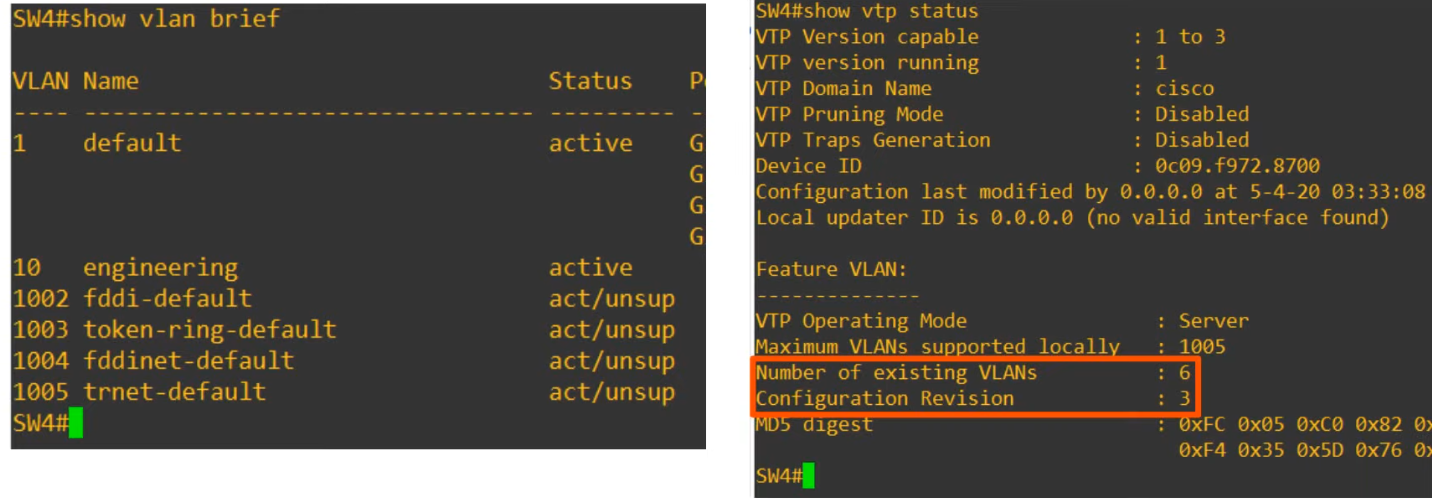 SW4#show vlan brief
VLAN Name Status
---- -------------------------------- --------- -
1 default active G
G
G
G
10 engineering active
1002 fddi-default act/unsup
1003 token-ring-default act/unsup
1004 fddinet-default act/unsup
1005 trnet-default act/unsup
SW4#
SW4#show vtp status
VTP Version capable : 1 to 3
VTP version running : 1
VTP Domain Name : cisco
VTP Pruning Mode : Disabled
VTP Traps Generation : Disabled
Device ID : 0c09.f972.8700
Configuration last modified by 0.0.0.0 at 5-4-20 03:33:08
Local updater ID is 0.0.0.0 (no valid interface found)
Feature VLAN:
--------------
VTP Operating Mode : Server
Maximum VLANs supported locally : 1005
Number of existing VLANs : 6
Configuration Revision : 3
MD5 digest : 0xFC 0x05 0xC0 0x82
0xF4 0x35 0x5D 0x76
SW4#